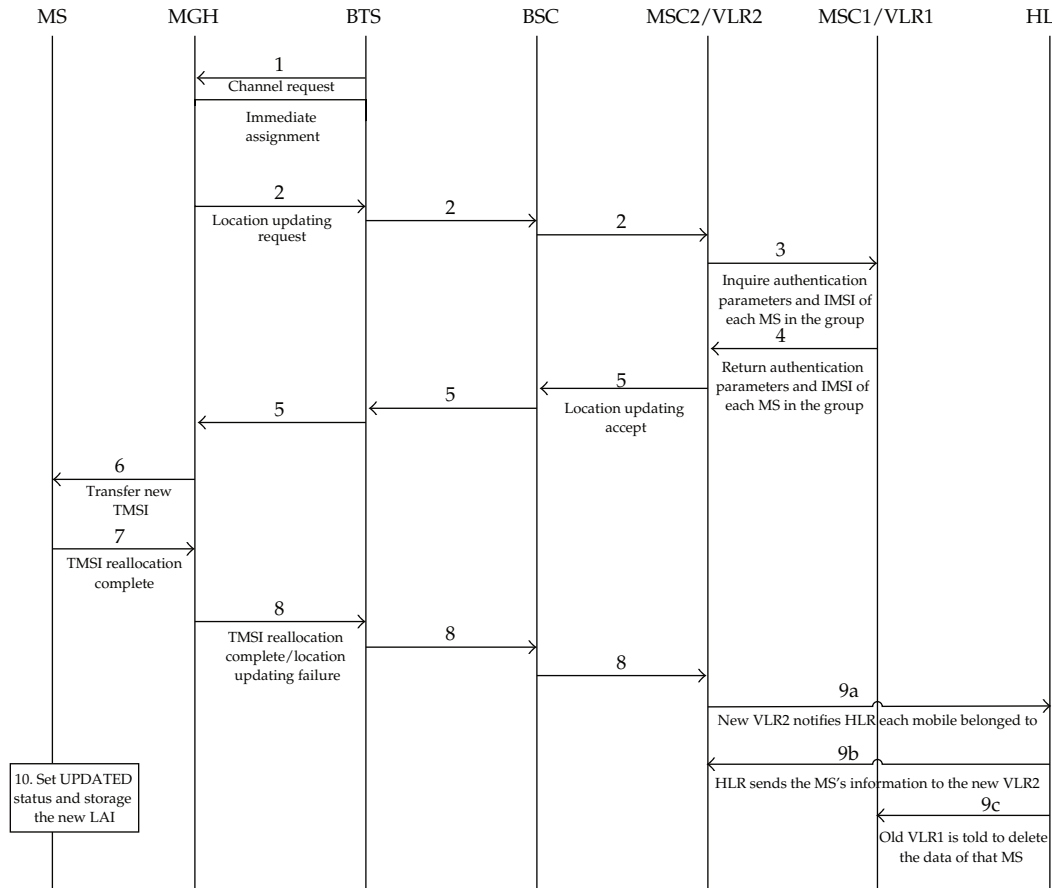 MS MGH BTS BSC MSC2/VLR2 MSC1/VLR1 HL
1
Channel request
Immediate
assignment
2
Location updating
request
2
2
3
Inquire authentication
parameters and IMSI of
each MS in the group
4
Return authentication
parameters and IMSI of
each MS in the group
5
Location updating
accept
5
5
6
Transfer new
TMSI
7
TMSI reallocation
complete
8
TMSI reallocation
complete/location
updating failure
8
8
9a
New VLR2 notifies HLR each mobile belonged to
9b
HLR sends the MS's information to the new VLR2
10. Set UPDATED
status and storage
the new LAI
9c
Old VLR1 is told to delete
the data of that MS